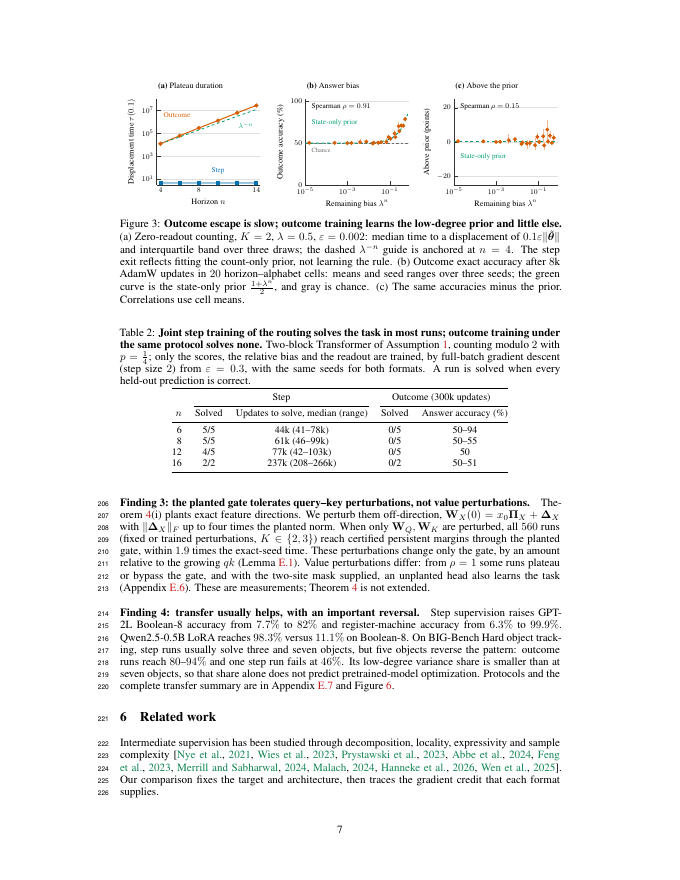 (a) Plateau duration
Displacement time τ (0.1)
10⁷
10⁵
10³
10¹
Outcome
λ⁻ⁿ
Step
4
8
14
Horizon n
(b) Answer bias
Outcome accuracy (%)
100
50
0
Spearman ρ = 0.91
State-only prior
Chance
10⁻⁵
10⁻³
10⁻¹
Remaining bias λⁿ
(c) Above the prior
Above prior (points)
20
0
−20
Spearman ρ = 0.15
State-only prior
10⁻⁵
10⁻³
10⁻¹
Remaining bias λⁿ
Figure 3: Outcome escape is slow; outcome training learns the low-degree prior and little else.
(a) Zero-readout counting, K = 2, λ = 0.5, ε = 0.002: median time to a displacement of 0.1ε‖θ̂‖
and interquartile band over three draws; the dashed λ⁻ⁿ guide is anchored at n = 4. The step
exit reflects fitting the count-only prior, not learning the rule. (b) Outcome exact accuracy after 8k
AdamW updates in 20 horizon–alphabet cells: means and seed ranges over three seeds; the green
curve is the state-only prior (1+λⁿ)/2, and gray is chance. (c) The same accuracies minus the prior.
Correlations use cell means.
Table 2: Joint step training of the routing solves the task in most runs; outcome training under
the same protocol solves none. Two-block Transformer of Assumption 1, counting modulo 2 with
p = 1/4; only the scores, the relative bias and the readout are trained, by full-batch gradient descent
(step size 2) from ε = 0.3, with the same seeds for both formats. A run is solved when every
held-out prediction is correct.
Step Outcome (300k updates)
n Solved Updates to solve, median (range) Solved Answer accuracy (%)
6 5/5 44k (41–78k) 0/5 50–94
8 5/5 61k (46–99k) 0/5 50–55
12 4/5 77k (42–103k) 0/5 50
16 2/2 237k (208–266k) 0/2 50–51
206 Finding 3: the planted gate tolerates query–key perturbations, not value perturbations. The-
207 orem 4(i) plants exact feature directions. We perturb them off-direction, W_X(0) = x₀Π_X + Δ_X
208 with ‖Δ_X‖_F up to four times the planted norm. When only W_Q, W_K are perturbed, all 560 runs
209 (fixed or trained perturbations, K ∈ {2, 3}) reach certified persistent margins through the planted
210 gate, within 1.9 times the exact-seed time. These perturbations change only the gate, by an amount
211 relative to the growing qk (Lemma E.1). Value perturbations differ: from ρ = 1 some runs plateau
212 or bypass the gate, and with the two-site mask supplied, an unplanted head also learns the task
213 (Appendix E.6). These are measurements; Theorem 4 is not extended.
214 Finding 4: transfer usually helps, with an important reversal. Step supervision raises GPT-
215 2L Boolean-8 accuracy from 7.7% to 82% and register-machine accuracy from 6.3% to 99.9%.
216 Qwen2.5-0.5B LoRA reaches 98.3% versus 11.1% on Boolean-8. On BIG-Bench Hard object track-
217 ing, step runs usually solve three and seven objects, but five objects reverse the pattern: outcome
218 runs reach 80–94% and one step run fails at 46%. Its low-degree variance share is smaller than at
219 seven objects, so that share alone does not predict pretrained-model optimization. Protocols and the
220 complete transfer summary are in Appendix E.7 and Figure 6.
221 6 Related work
222 Intermediate supervision has been studied through decomposition, locality, expressivity and sample
223 complexity [Nye et al., 2021, Wies et al., 2023, Prystawski et al., 2023, Abbe et al., 2024, Feng
224 et al., 2023, Merrill and Sabharwal, 2024, Malach, 2024, Hanneke et al., 2026, Wen et al., 2025].
225 Our comparison fixes the target and architecture, then traces the gradient credit that each format
226 supplies.
7